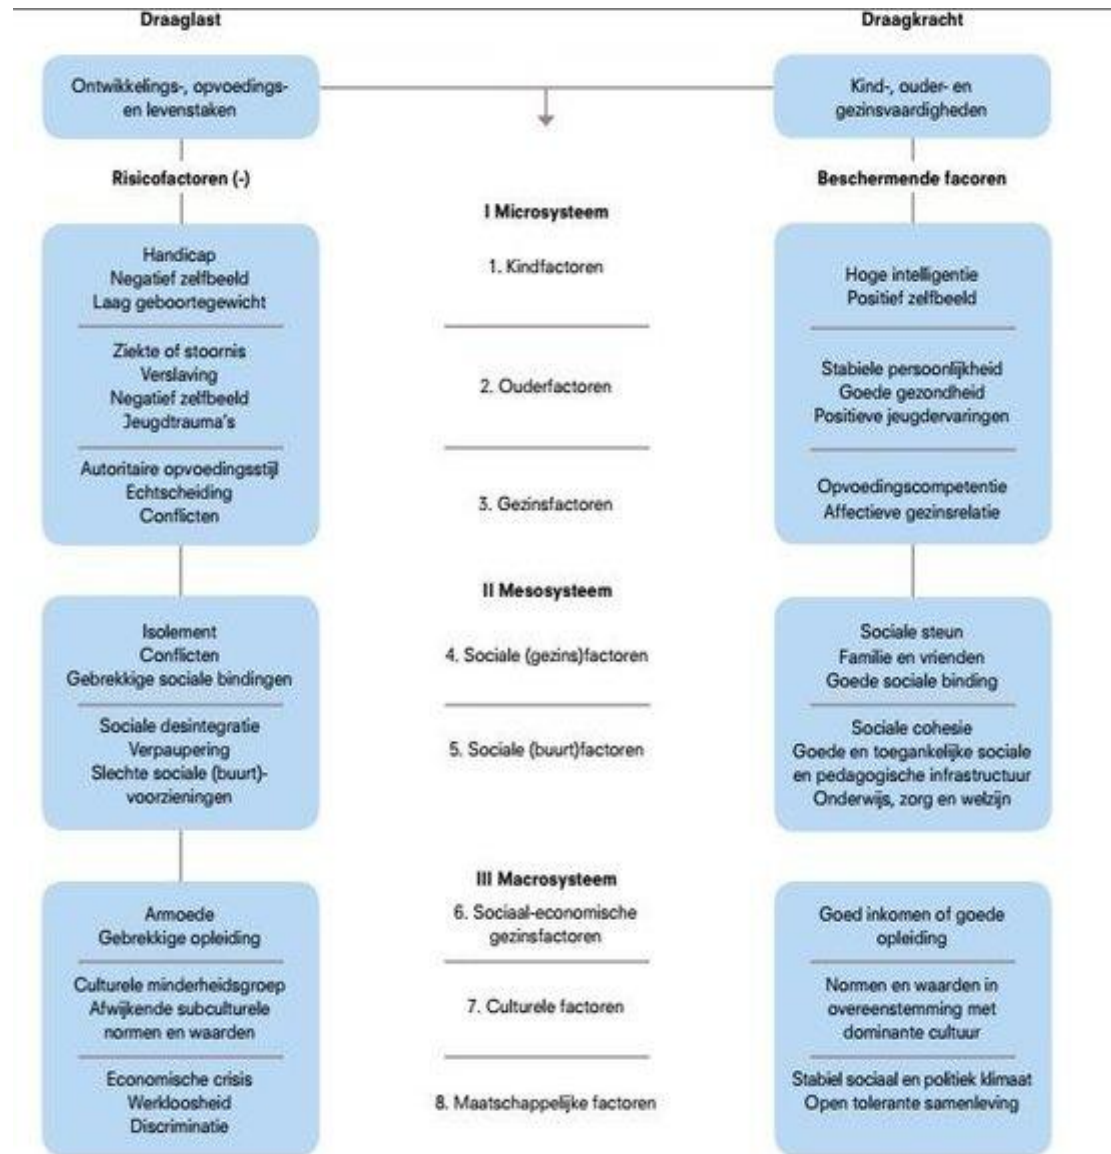 Draaglast
Draagkracht
Ontwikkelings-, opvoedings-
en levenstaken
Kind-, ouder- en
gezinsvaardigheden
Risicofactoren (-)
Beschermende facoren
I Microsysteem
Handicap
Negatief zelfbeeld
Laag geboortegewicht
1. Kindfactoren
Hoge intelligentie
Positief zelfbeeld
Ziekte of stoornis
Verslaving
Negatief zelfbeeld
Jeugdtrauma's
2. Ouderfactoren
Stabiele persoonlijkheid
Goede gezondheid
Positieve jeugdervaringen
Autoritaire opvoedingsstijl
Echtscheiding
Conflicten
3. Gezinsfactoren
Opvoedingscompetentie
Affectieve gezinsrelatie
II Mesosysteem
Isolement
Conflicten
Gebrekkige sociale bindingen
4. Sociale (gezins)factoren
Sociale steun
Familie en vrienden
Goede sociale binding
Sociale desintegratie
Verpaupering
Slechte sociale (buurt)-
voorzieningen
5. Sociale (buurt)factoren
Sociale cohesie
Goede en toegankelijke sociale
en pedagogische infrastructuur
Onderwijs, zorg en welzijn
III Macrosysteem
Armoede
Gebrekkige opleiding
6. Sociaal-economische
gezinsfactoren
Goed inkomen of goede
opleiding
Culturele minderheidsgroep
Afwijkende subculturele
normen en waarden
7. Culturele factoren
Normen en waarden in
overeenstemming met
dominante cultuur
Economische crisis
Werkloosheid
Discriminatie
8. Maatschappelijke factoren
Stabiel sociaal en politiek klimaat
Open tolerante samenleving